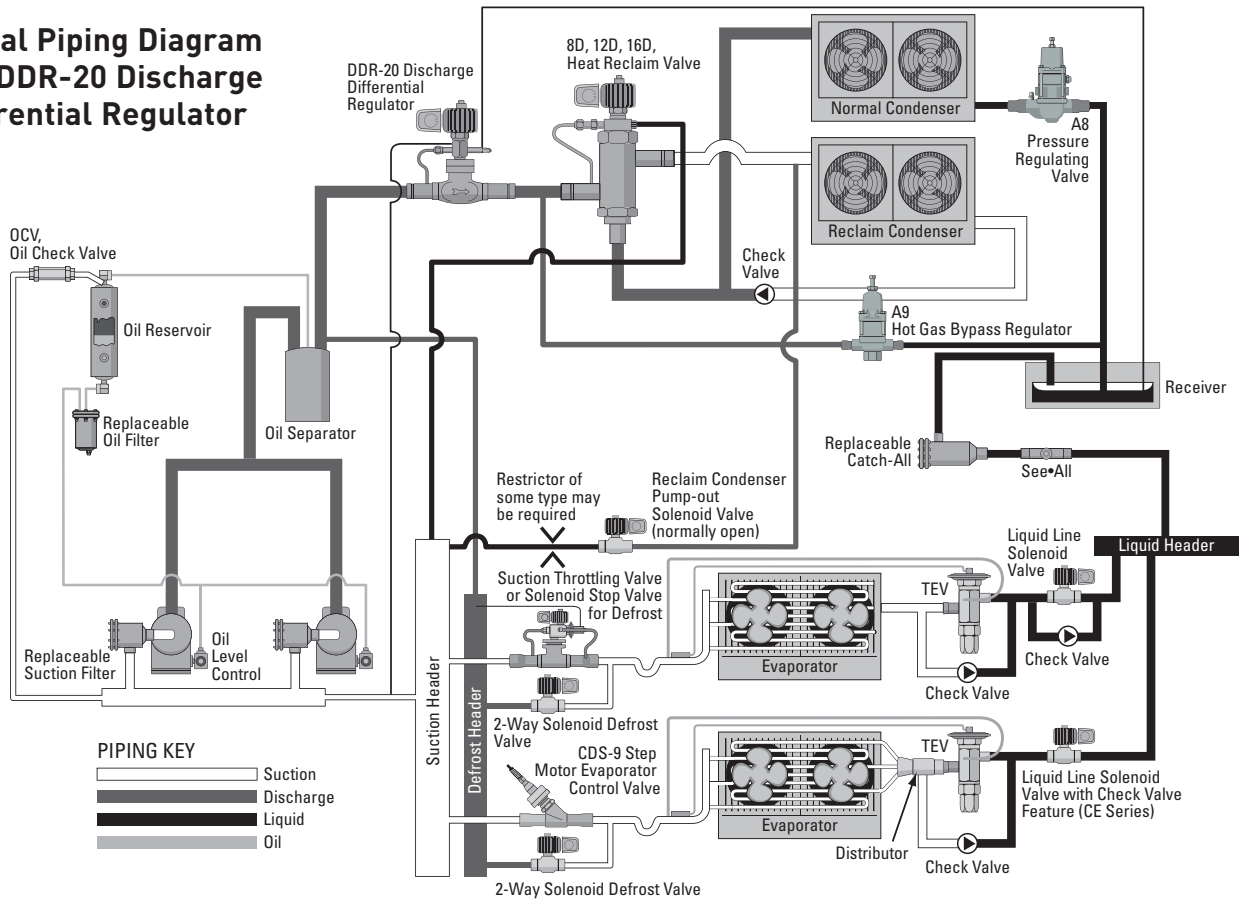 al Piping Diagram
DDR-20 Discharge
rential Regulator
DDR-20 Discharge
Differential
Regulator
8D, 12D, 16D,
Heat Reclaim Valve
Normal Condenser
A8
Pressure
Regulating
Valve
Reclaim Condenser
OCV,
Oil Check Valve
Check
Valve
Oil Reservoir
A9
Hot Gas Bypass Regulator
Receiver
Replaceable
Oil Filter
Oil Separator
Replaceable
Catch-All
See•All
Restrictor of
some type may
be required
Reclaim Condenser
Pump-out
Solenoid Valve
(normally open)
Liquid Line
Solenoid
Valve
Liquid Header
Suction Throttling Valve
or Solenoid Stop Valve
for Defrost
TEV
Replaceable
Suction Filter
Oil
Level
Control
Evaporator
Check Valve
Check Valve
Suction Header
Defrost Header
2-Way Solenoid Defrost
Valve
CDS-9 Step
Motor Evaporator
Control Valve
TEV
PIPING KEY
Suction
Discharge
Liquid
Oil
Evaporator
Liquid Line Solenoid
Valve with Check Valve
Feature (CE Series)
Distributor
Check Valve
2-Way Solenoid Defrost Valve